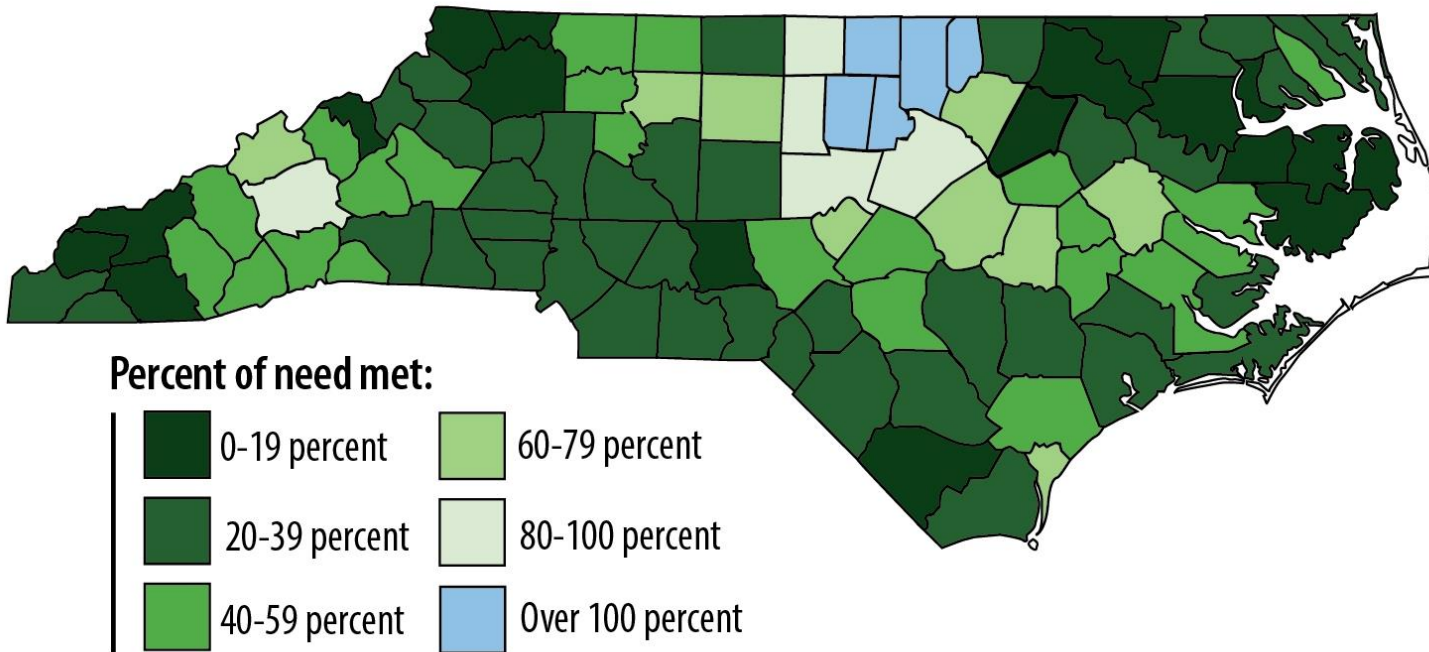 Percent of need met:
0-19 percent
20-39 percent
40-59 percent
60-79 percent
80-100 percent
Over 100 percent